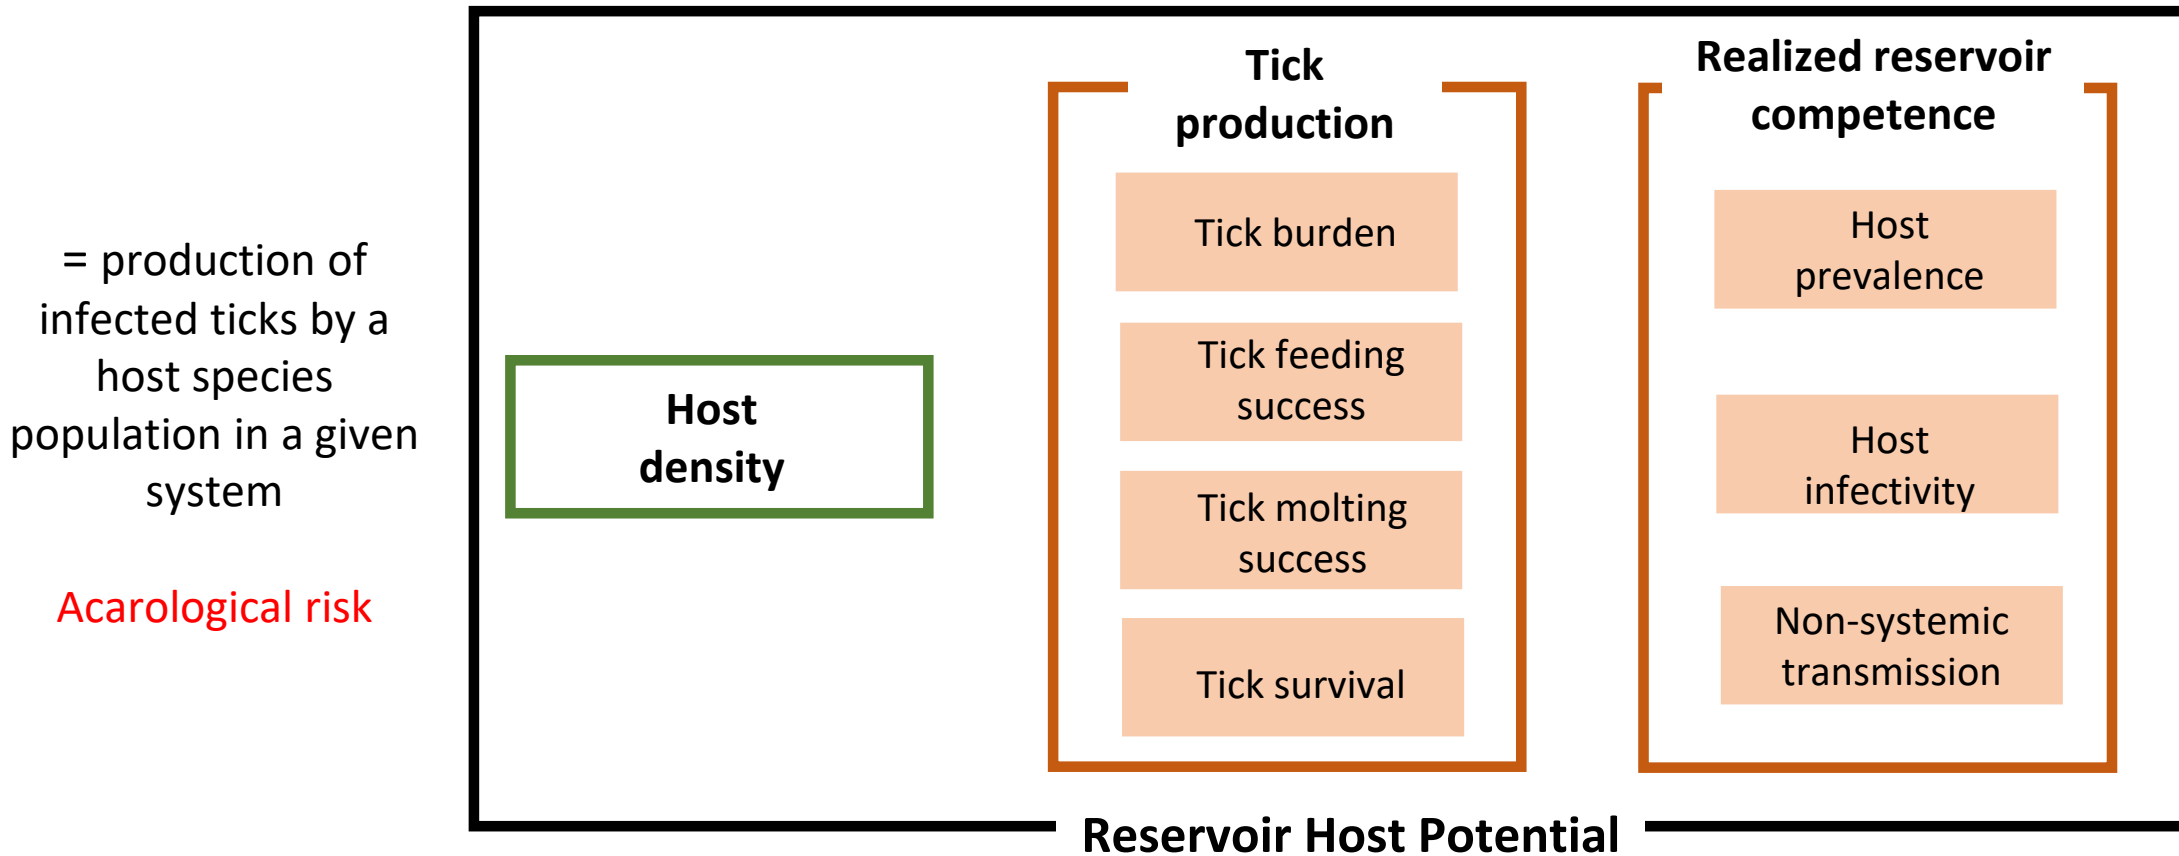 = production of
infected ticks by a
host species
population in a given
system
Acarological risk
Host
density
Tick
production
Tick burden
Tick feeding
success
Tick molting
success
Tick survival
Realized reservoir
competence
Host
prevalence
Host
infectivity
Non-systemic
transmission
Reservoir Host Potential